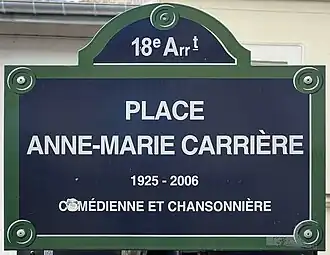 18e Arrt
PLACE
ANNE-MARIE CARRIÈRE
1925 - 2006
COMÉDIENNE ET CHANSONNIÈRE